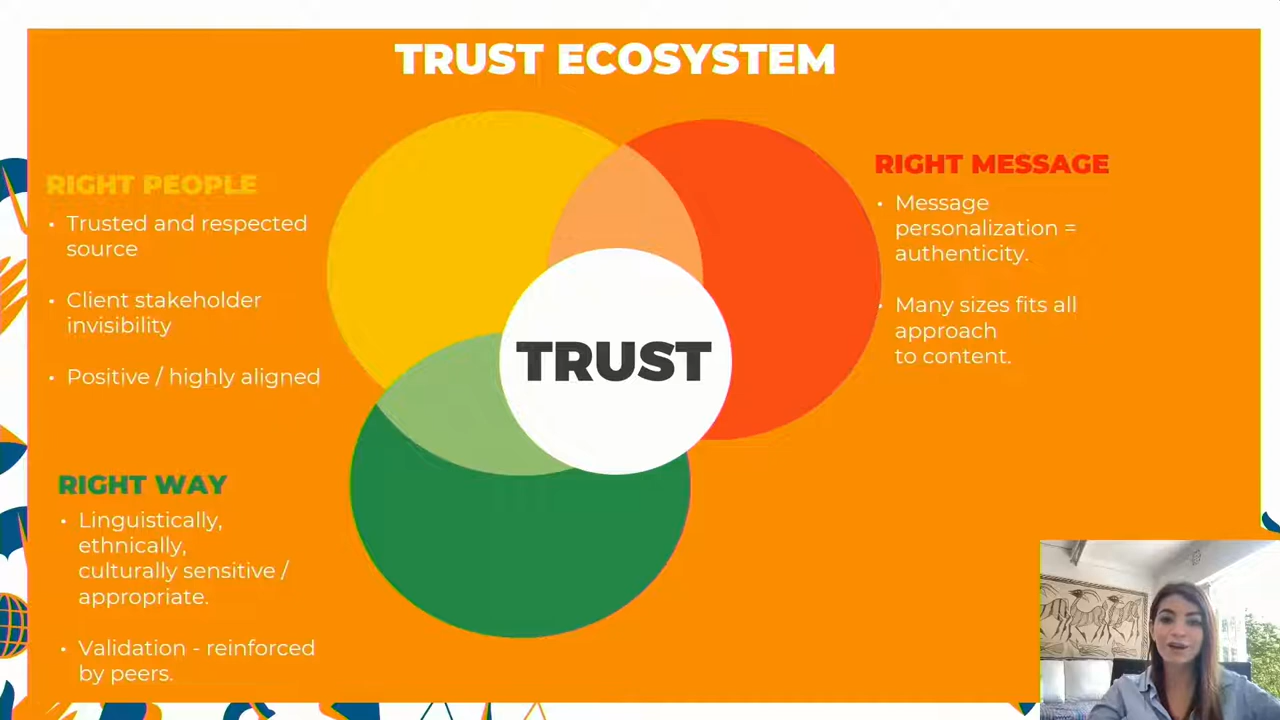 TRUST ECOSYSTEM
RIGHT PEOPLE
• Trusted and respected
source
• Client stakeholder
invisibility
• Positive / highly aligned
RIGHT WAY
• Linguistically,
ethnically,
culturally sensitive /
appropriate.
• Validation - reinforced
by peers.
TRUST
RIGHT MESSAGE
• Message
personalization =
authenticity.
• Many sizes fits all
approach
to content.